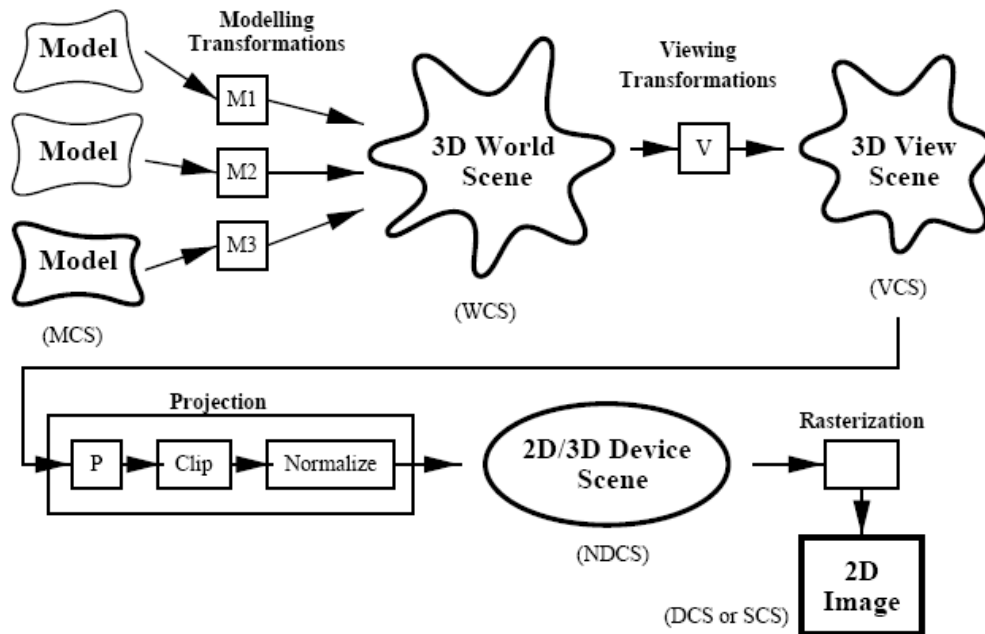 Model
Modelling
Transformations
M1
Model
M2
Model
M3
(MCS)
3D World
Scene
(WCS)
Viewing
Transformations
V
3D View
Scene
(VCS)
Projection
P
Clip
Normalize
2D/3D Device
Scene
(NDCS)
Rasterization
2D
Image
(DCS or SCS)